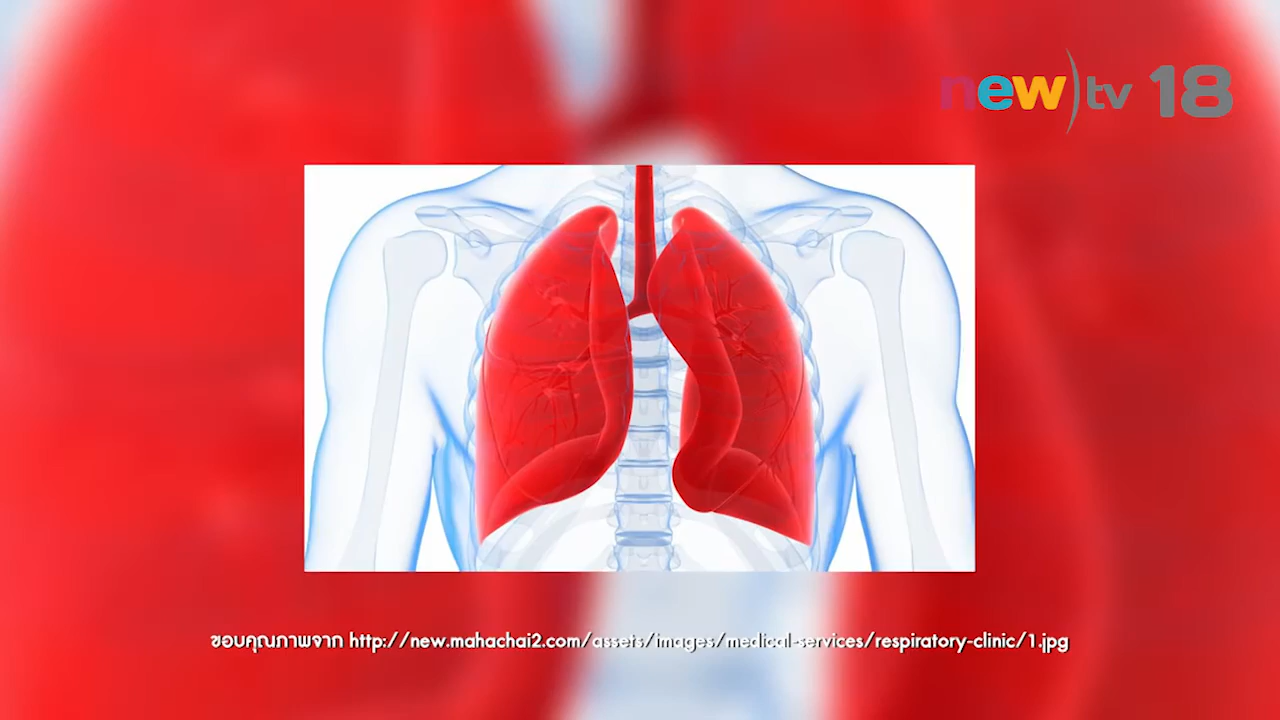 new)tv 18
ขอบคุณภาพจาก http://new.mahachai2.com/assets/images/medical-services/respiratory-clinic/1.jpg